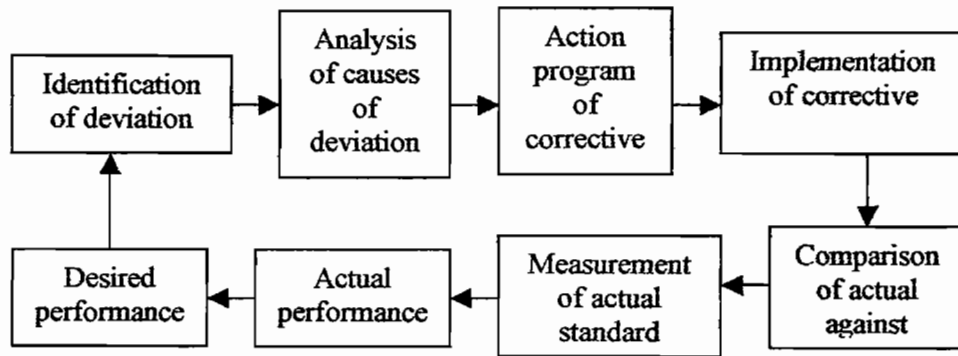 Identification
of deviation
Analysis
of causes
of
deviation
Action
program
of
corrective
Implementation
of corrective
Desired
performance
Actual
performance
Measurement
of actual
standard
Comparison
of actual
against